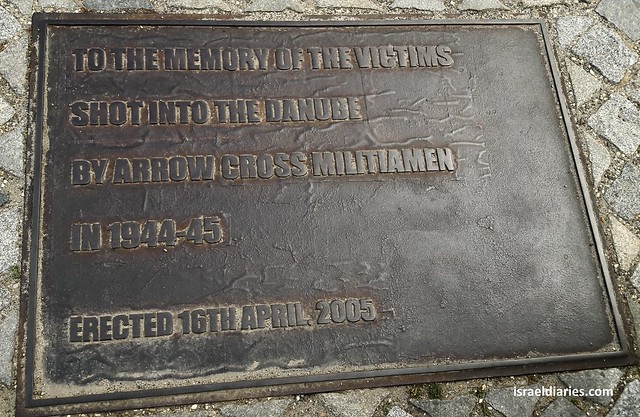 TO THE MEMORY OF THE VICTIMS
SHOT INTO THE DANUBE
BY ARROW CROSS MILITIAMEN
IN 1944-45
ERECTED 16TH APRIL, 2005
israeldiaries.com